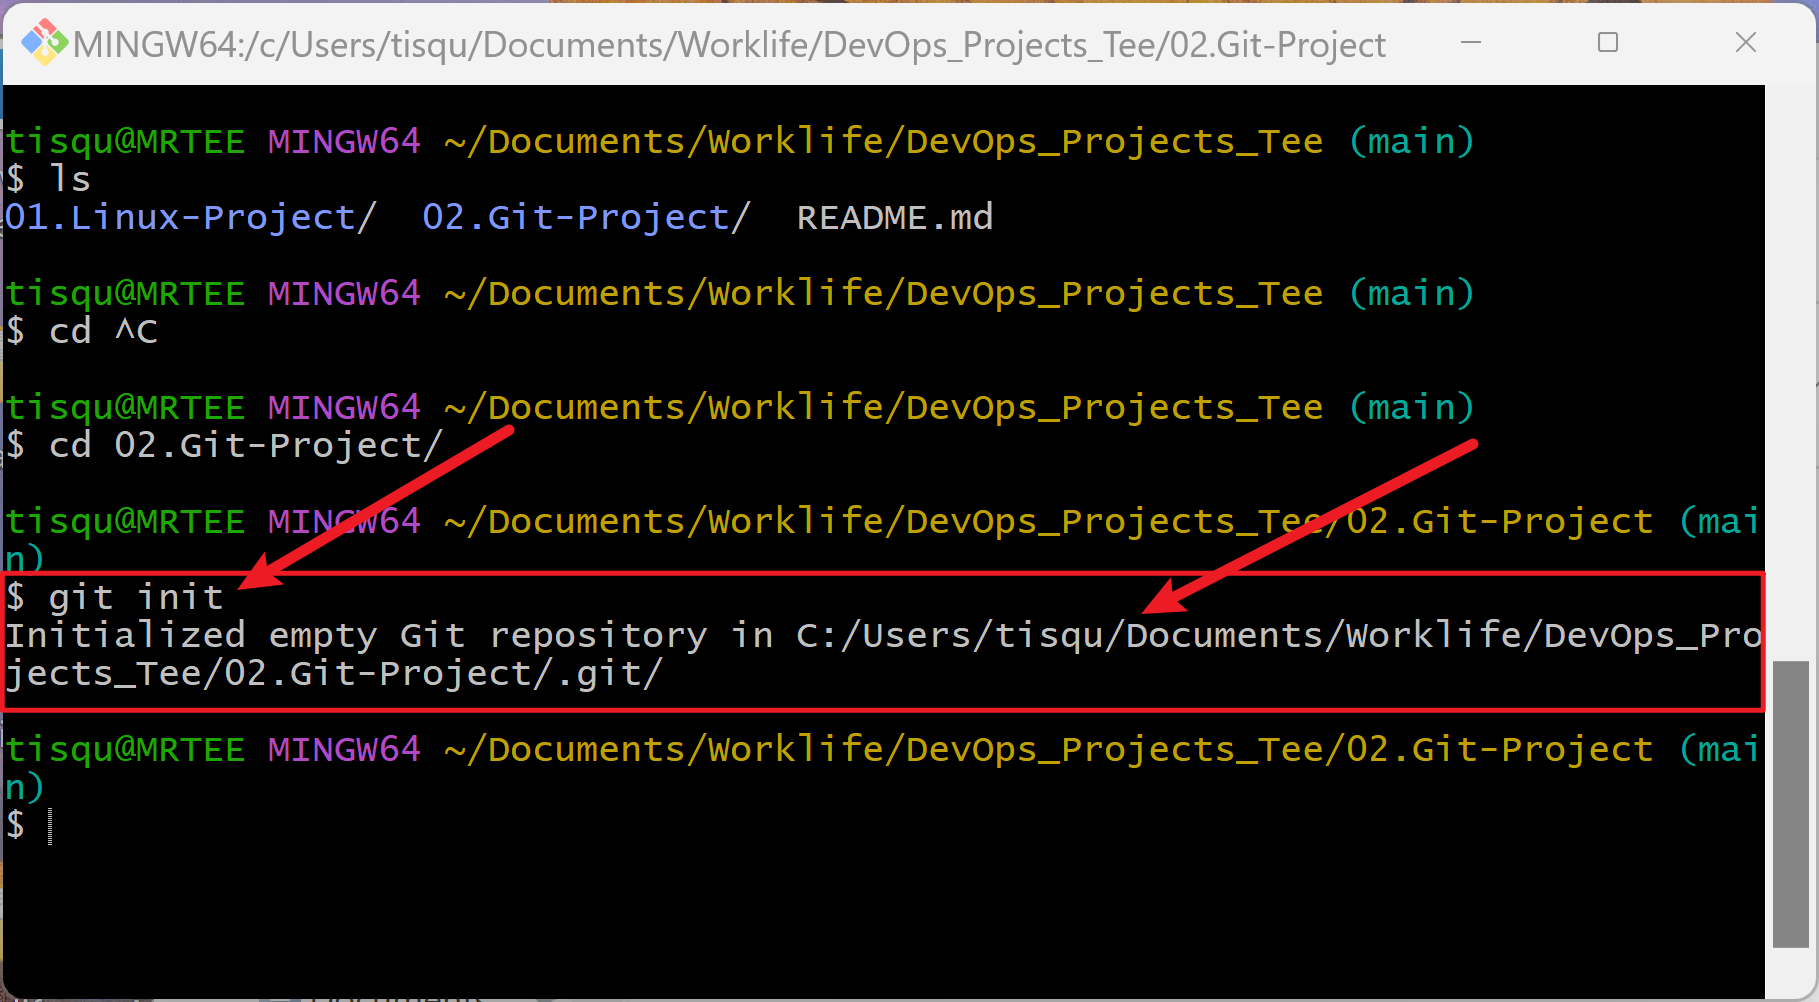 MINGW64:/c/Users/tisqu/Documents/Worklife/DevOps_Projects_Tee/02.Git-Project
tisqu@MRTEE MINGW64 ~/Documents/Worklife/DevOps_Projects_Tee (main)
$ ls
01.Linux-Project/  02.Git-Project/  README.md
tisqu@MRTEE MINGW64 ~/Documents/Worklife/DevOps_Projects_Tee (main)
$ cd ^C
tisqu@MRTEE MINGW64 ~/Documents/Worklife/DevOps_Projects_Tee (main)
$ cd 02.Git-Project/
tisqu@MRTEE MINGW64 ~/Documents/Worklife/DevOps_Projects_Tee/02.Git-Project (mai
n)
$ git init
Initialized empty Git repository in C:/Users/tisqu/Documents/Worklife/DevOps_Pro
jects_Tee/02.Git-Project/.git/
tisqu@MRTEE MINGW64 ~/Documents/Worklife/DevOps_Projects_Tee/02.Git-Project (mai
n)
$